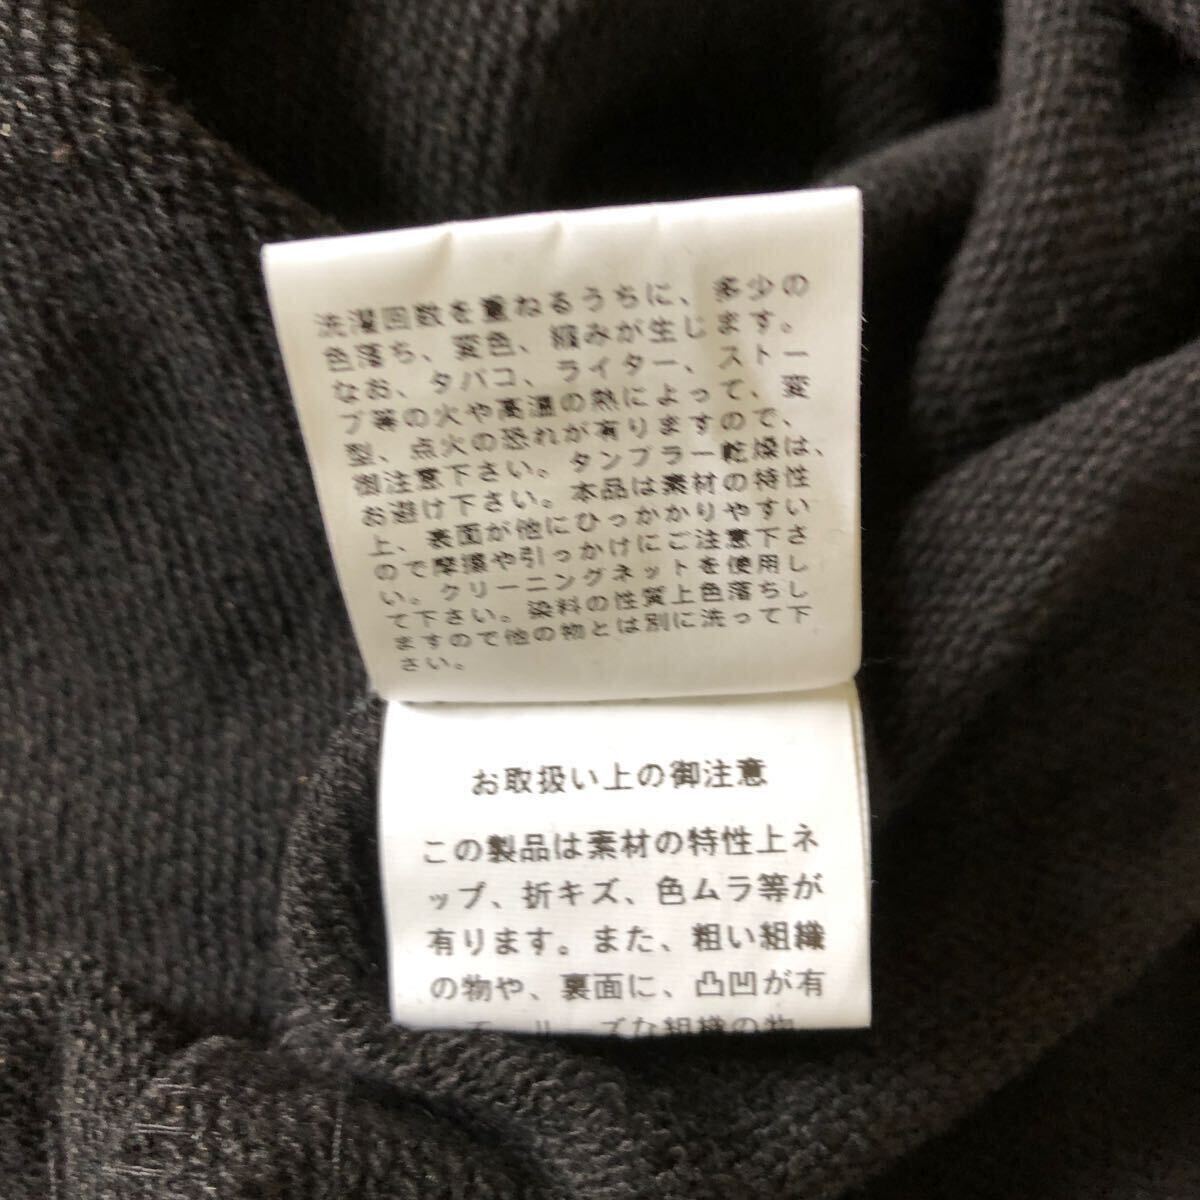 洗濯回数を重ねるうちに、多少の
色落ち、変色、縮みが生じます。
なお、タバコ、ライター、ストー
ブ等の火や高温の熱によって、変
型、点火の恐れが有りますので、
御注意下さい。タンブラー乾燥は、
お避け下さい。本品は素材の特性
上、表面が他にひっかかりやすい
ので摩擦や引っかけにご注意下さ
い。クリーニングネットを使用し
て下さい。染料の性質上色落ちし
ますので他の物とは別に洗って下
さい。
お取扱い上の御注意
この製品は素材の特性上ネ
ップ、折キズ、色ムラ等が
有ります。また、粗い組織
の物や、裏面に、凸凹が有
ルーズな組織の物